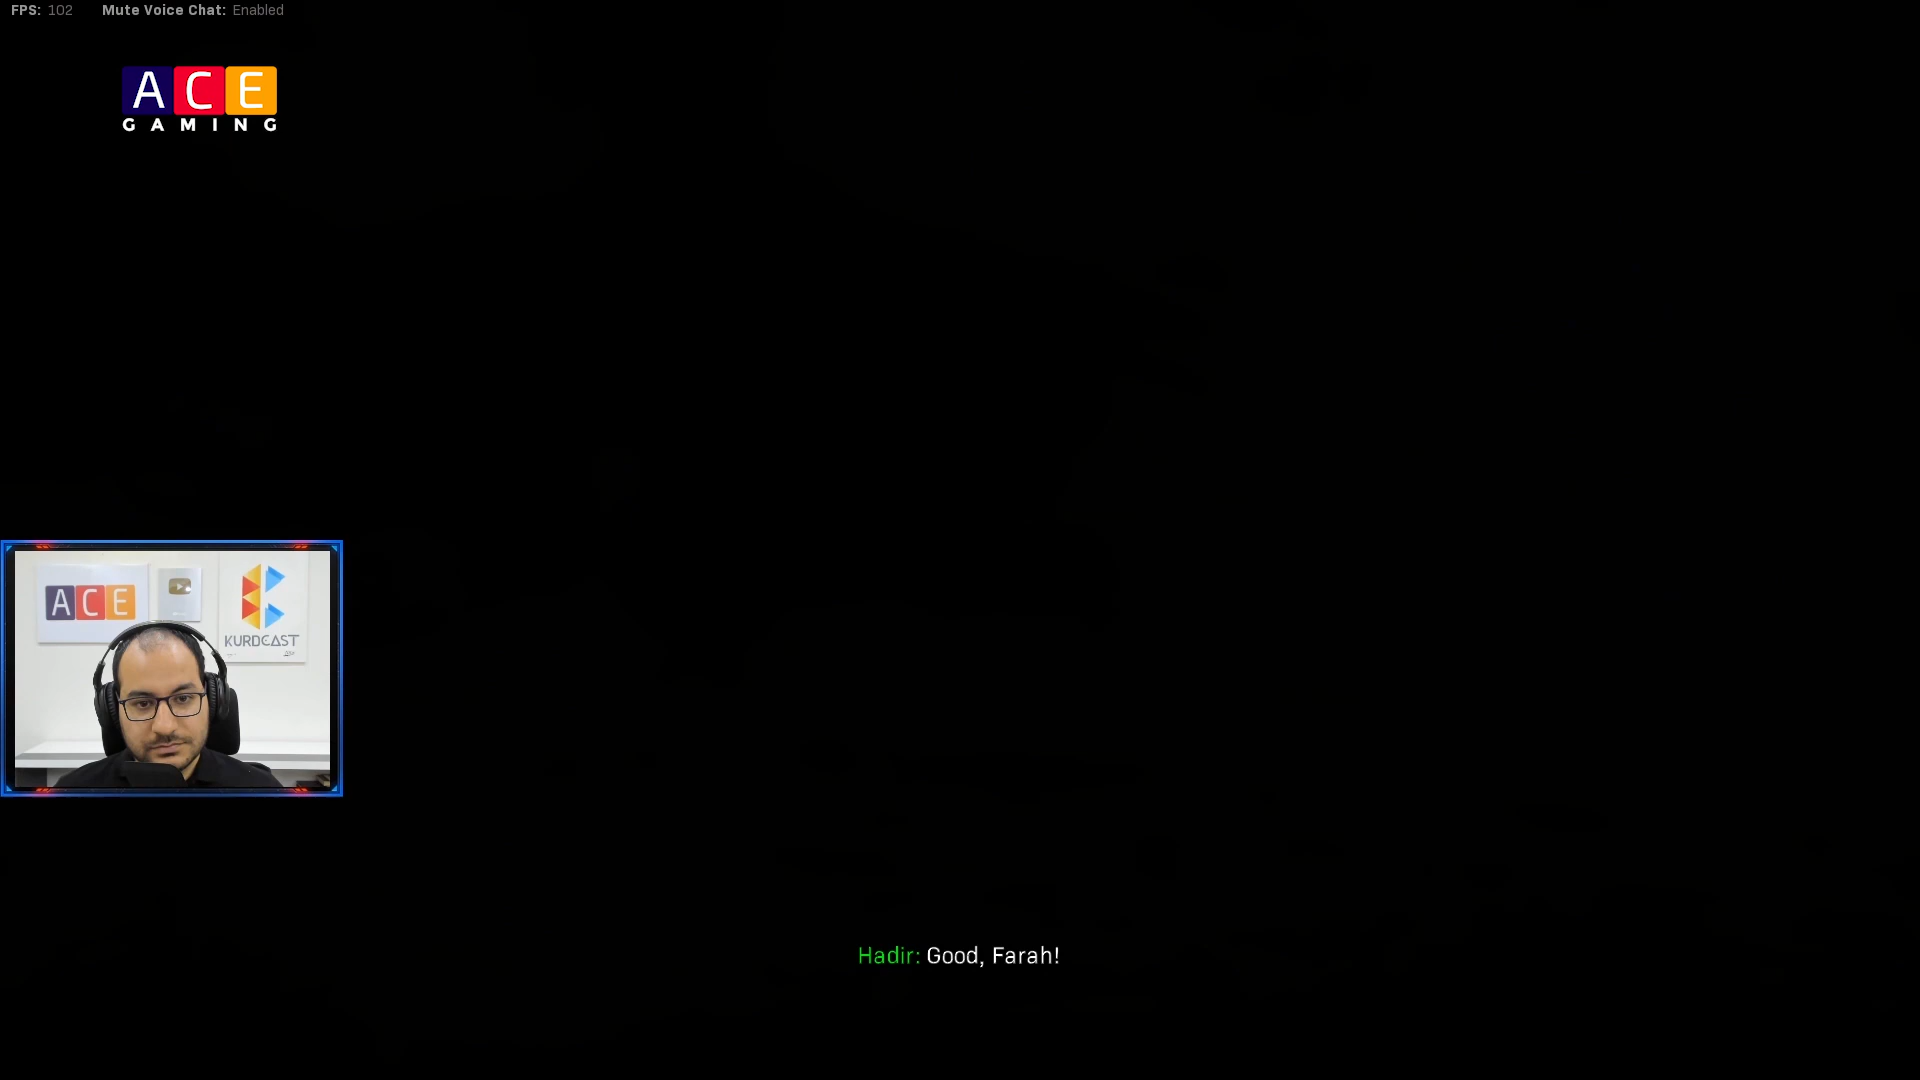 FPS: 102 Mute Voice Chat: Enabled
ACE
GAMING
ACE
KURDCAST
Hadir: Good, Farah!